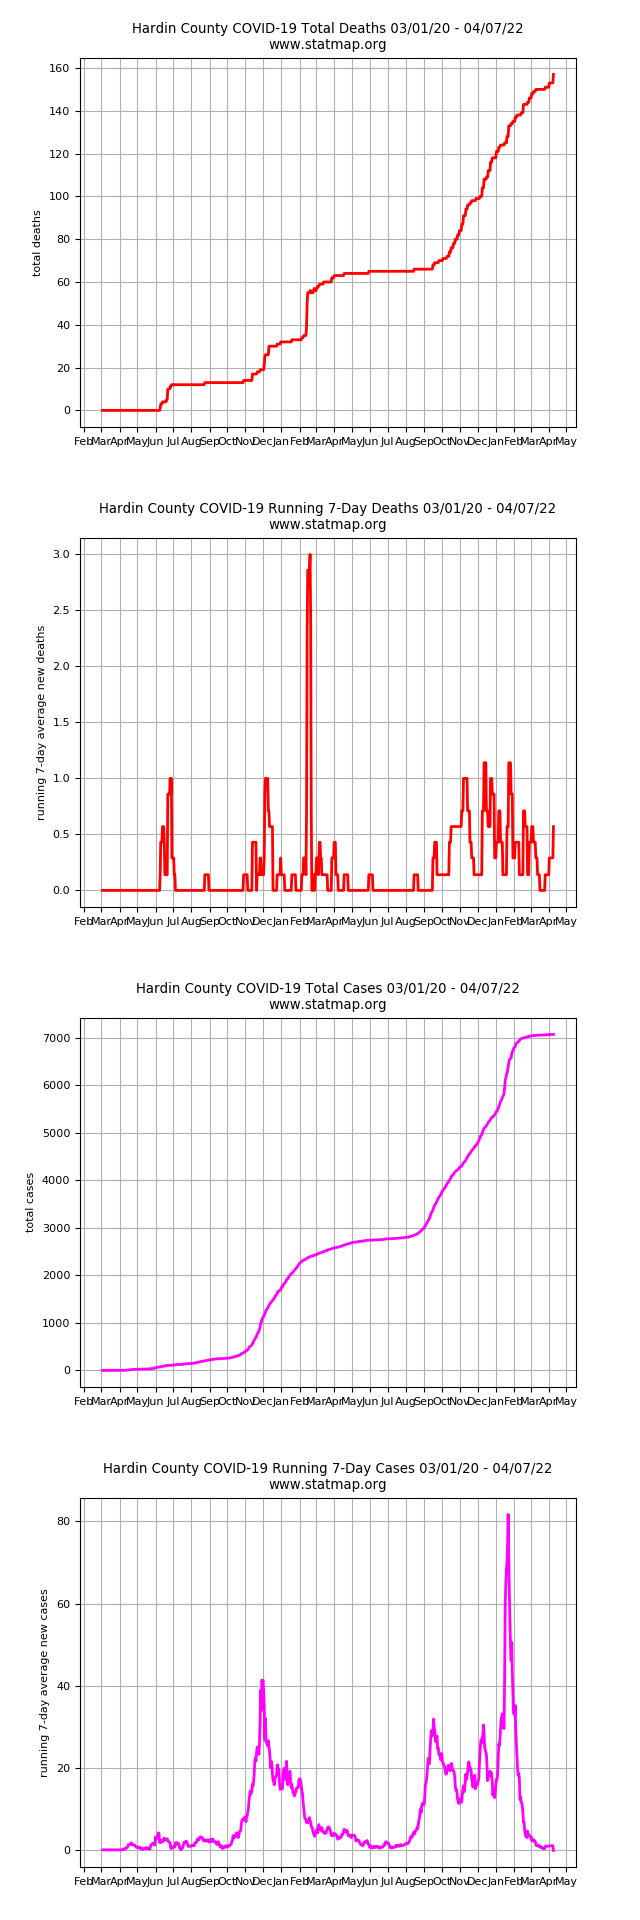 Hardin County COVID-19 Total Deaths 03/01/20 - 04/07/22
www.statmap.org
160
140
120
100
80
60
40
20
0
total deaths
Feb Mar Apr May Jun Jul Aug Sep Oct Nov Dec Jan Feb Mar Apr May Jun Jul Aug Sep Oct Nov Dec Jan Feb Mar Apr May
Hardin County COVID-19 Running 7-Day Deaths 03/01/20 - 04/07/22
www.statmap.org
3.0
2.5
2.0
1.5
1.0
0.5
0.0
running 7-day average new deaths
Feb Mar Apr May Jun Jul Aug Sep Oct Nov Dec Jan Feb Mar Apr May Jun Jul Aug Sep Oct Nov Dec Jan Feb Mar Apr May
Hardin County COVID-19 Total Cases 03/01/20 - 04/07/22
www.statmap.org
7000
6000
5000
4000
3000
2000
1000
0
total cases
Feb Mar Apr May Jun Jul Aug Sep Oct Nov Dec Jan Feb Mar Apr May Jun Jul Aug Sep Oct Nov Dec Jan Feb Mar Apr May
Hardin County COVID-19 Running 7-Day Cases 03/01/20 - 04/07/22
www.statmap.org
80
60
40
20
0
running 7-day average new cases
Feb Mar Apr May Jun Jul Aug Sep Oct Nov Dec Jan Feb Mar Apr May Jun Jul Aug Sep Oct Nov Dec Jan Feb Mar Apr May